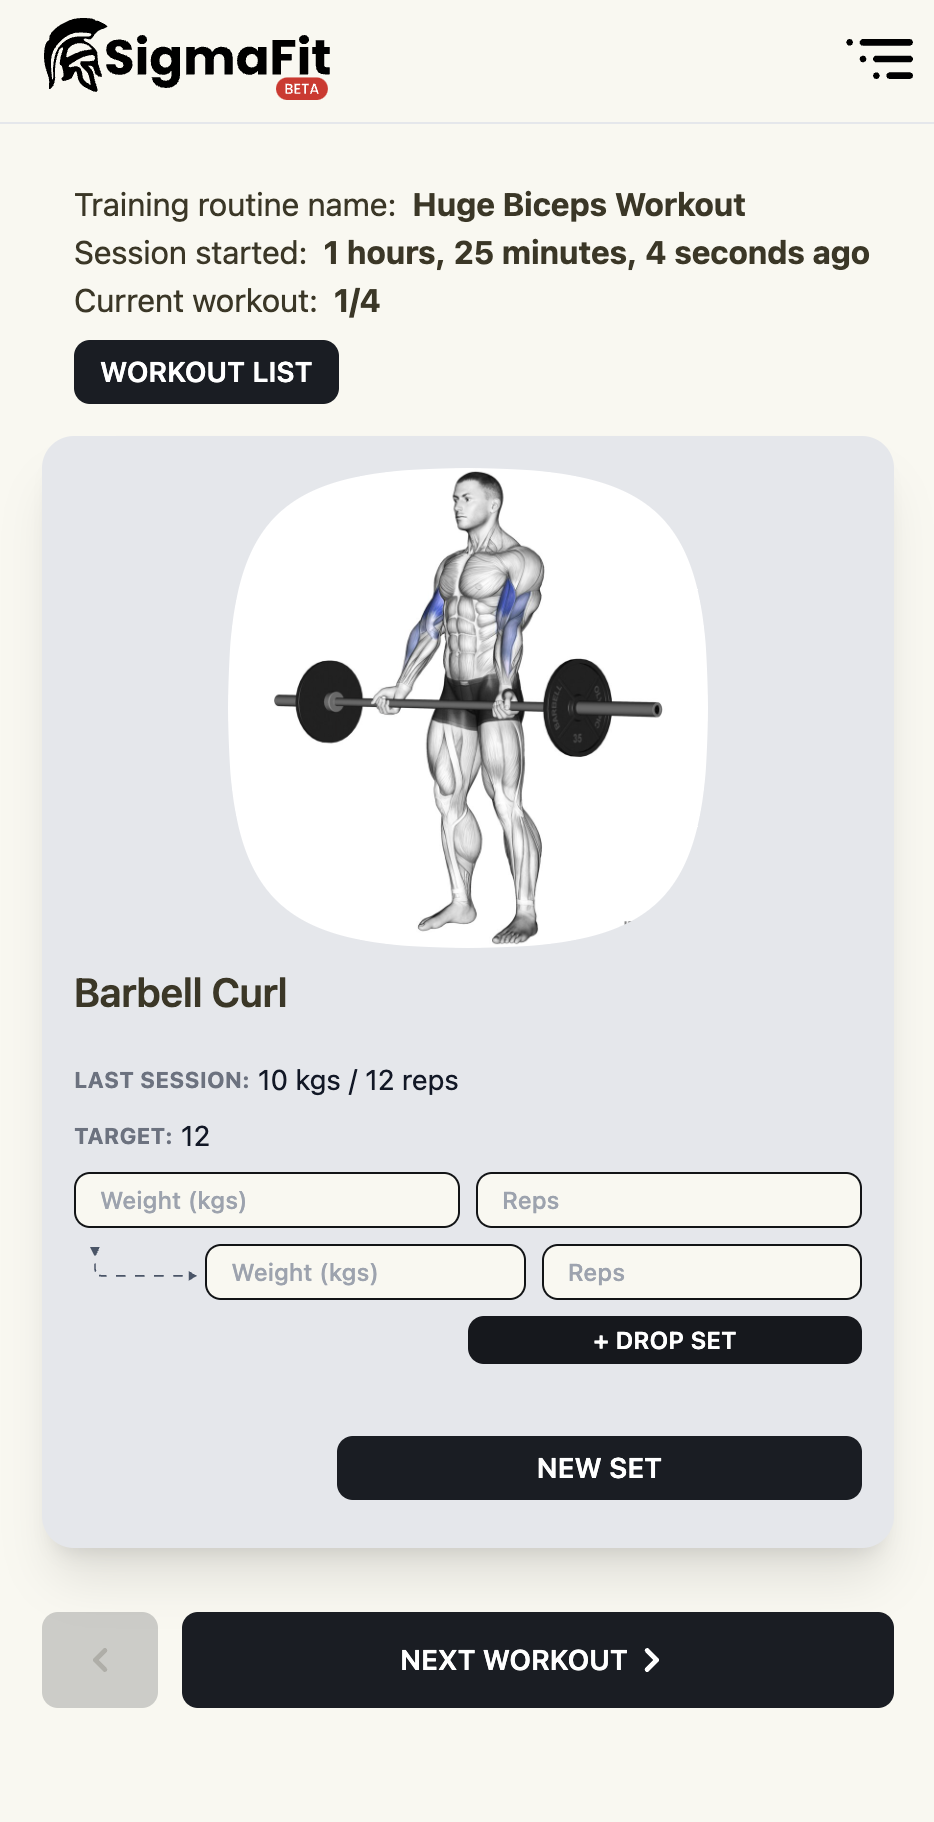 SigmaFit
BETA
Training routine name: Huge Biceps Workout
Session started: 1 hours, 25 minutes, 4 seconds ago
Current workout: 1/4
WORKOUT LIST
BARBELL
35
Barbell Curl
LAST SESSION: 10 kgs / 12 reps
TARGET: 12
Weight (kgs) Reps
Weight (kgs) Reps
+ DROP SET
NEW SET
NEXT WORKOUT